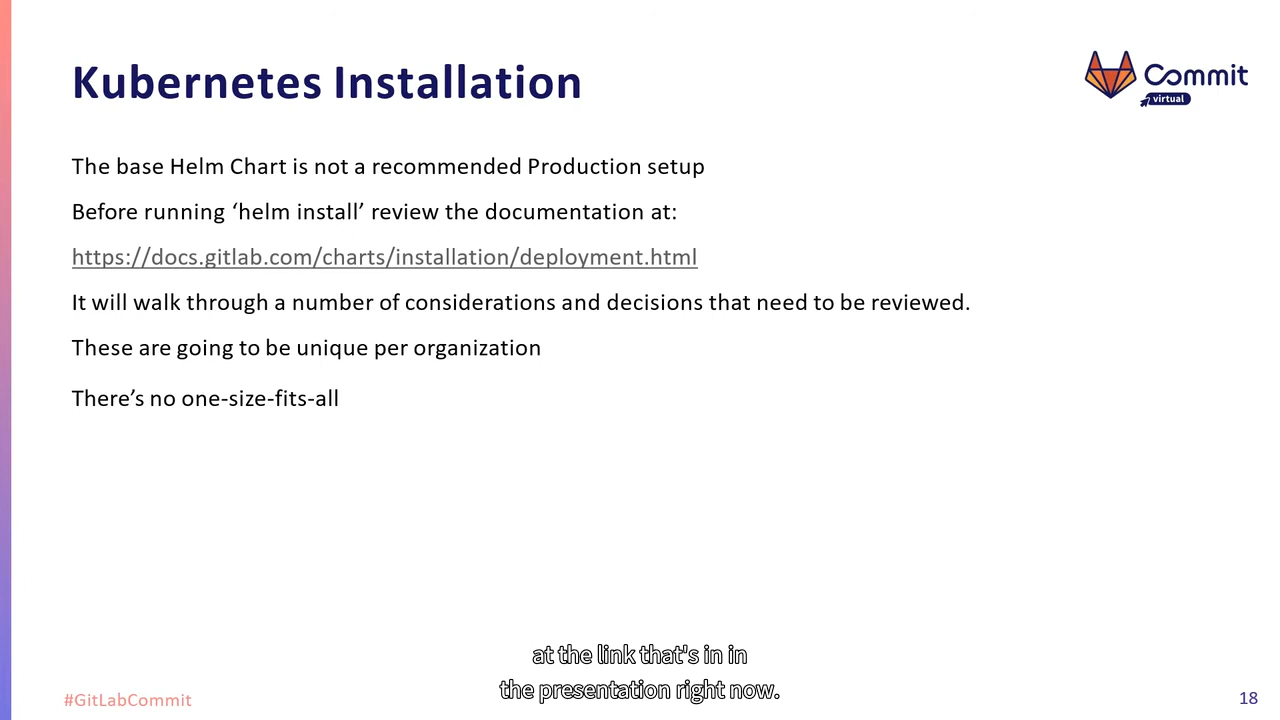 Kubernetes Installation
Commit
virtual
The base Helm Chart is not a recommended Production setup
Before running ‘helm install’ review the documentation at:
https://docs.gitlab.com/charts/installation/deployment.html
It will walk through a number of considerations and decisions that need to be reviewed.
These are going to be unique per organization
There’s no one-size-fits-all
at the link that's in in
the presentation right now.
#GitLabCommit
18